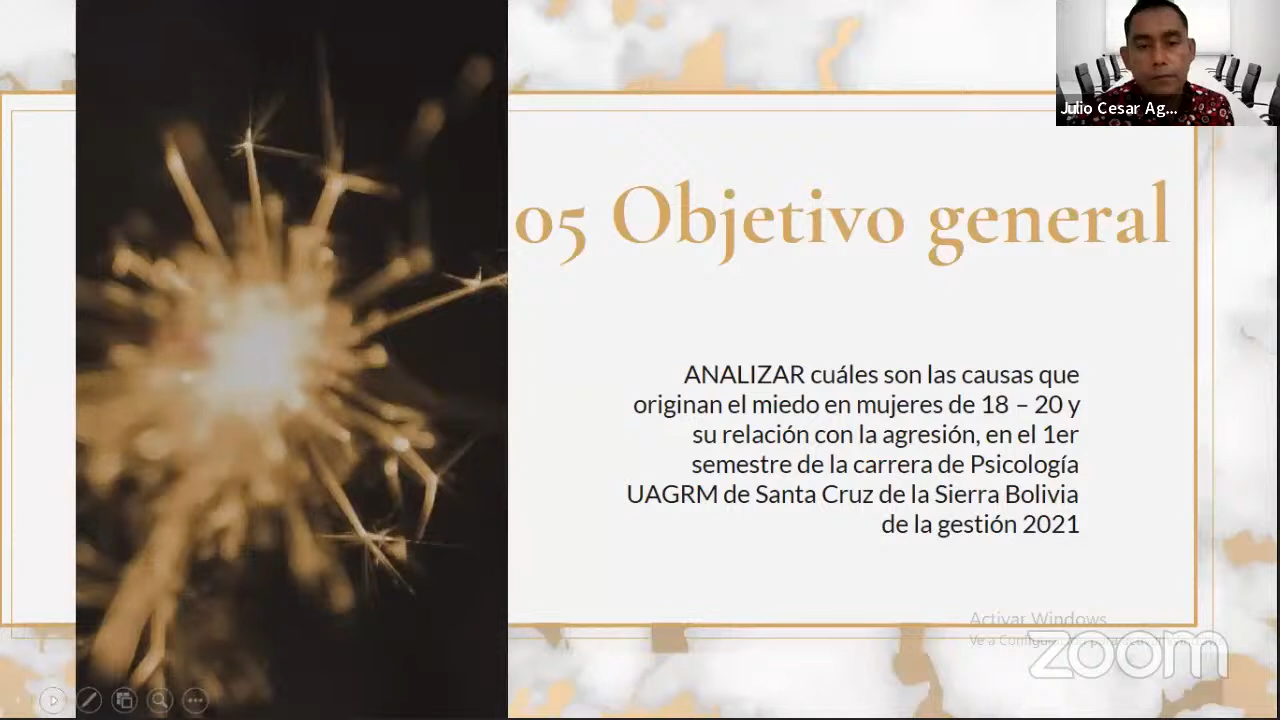 Julio Cesar Ag...
05 Objetivo general
ANALIZAR cuáles son las causas que
originan el miedo en mujeres de 18 – 20 y
su relación con la agresión, en el 1er
semestre de la carrera de Psicología
UAGRM de Santa Cruz de la Sierra Bolivia
de la gestión 2021
Activar Windows
Ve a
zoom